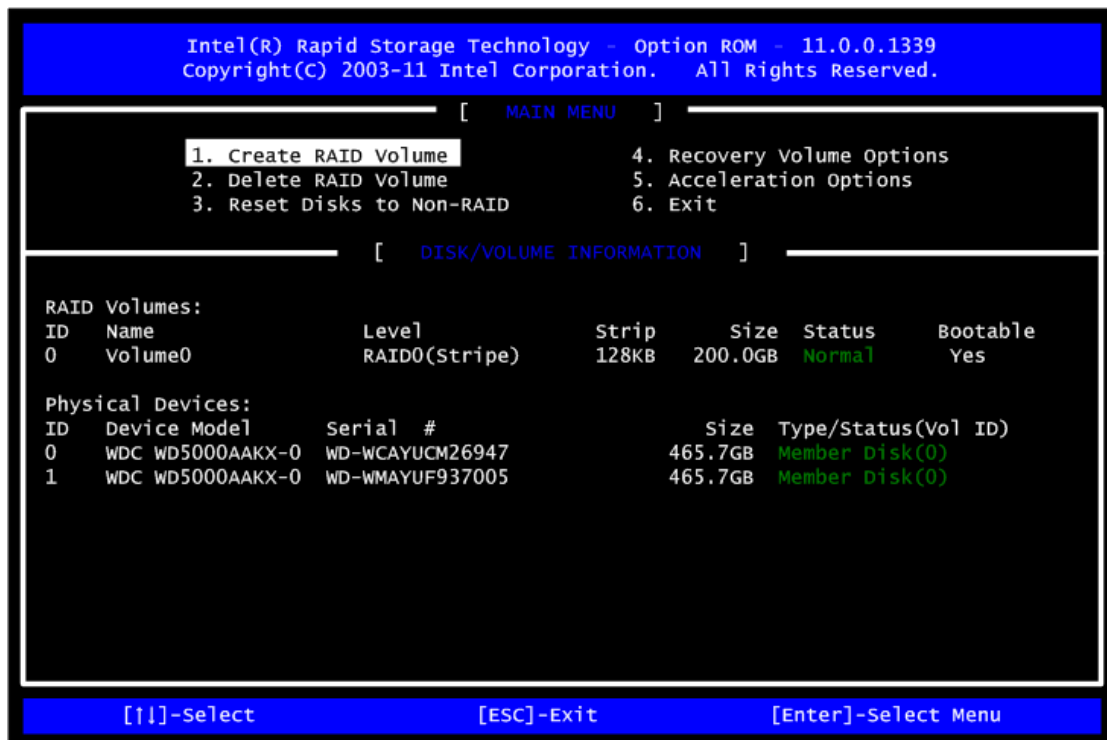 Intel(R) Rapid Storage Technology - Option ROM - 11.0.0.1339
Copyright(C) 2003-11 Intel Corporation. All Rights Reserved.
[ MAIN MENU ]
1. Create RAID Volume 4. Recovery Volume Options
2. Delete RAID Volume 5. Acceleration Options
3. Reset Disks to Non-RAID 6. Exit
[ DISK/VOLUME INFORMATION ]
RAID Volumes:
ID Name Level Strip Size Status Bootable
0 Volume0 RAID0(Stripe) 128KB 200.0GB Normal Yes
Physical Devices:
ID Device Model Serial # Size Type/Status(Vol ID)
0 WDC WD5000AAKX-0 WD-WCAYUCM26947 465.7GB Member Disk(0)
1 WDC WD5000AAKX-0 WD-WMAYUF937005 465.7GB Member Disk(0)
[↑↓]-Select [ESC]-Exit [Enter]-Select Menu